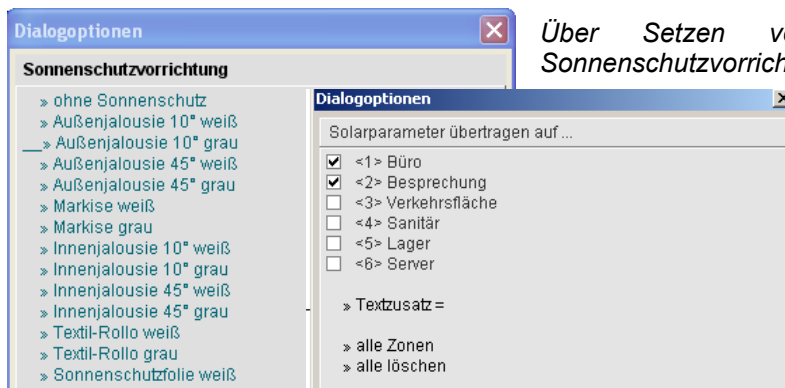 Dialogoptionen
Sonnenschutzvorrichtung
» ohne Sonnenschutz
» Außenjalousie 10° weiß
__» Außenjalousie 10° grau
» Außenjalousie 45° weiß
» Außenjalousie 45° grau
» Markise weiß
» Markise grau
» Innenjalousie 10° weiß
» Innenjalousie 10° grau
» Innenjalousie 45° weiß
» Innenjalousie 45° grau
» Textil-Rollo weiß
» Textil-Rollo grau
» Sonnenschutzfolie weiß
Über Setzen
Dialogoptionen
Solarparameter übertragen auf ...
<1> Büro
<2> Besprechung
<3> Verkehrsfläche
<4> Sanitär
<5> Lager
<6> Server
» Textzusatz =
» alle Zonen
» alle löschen